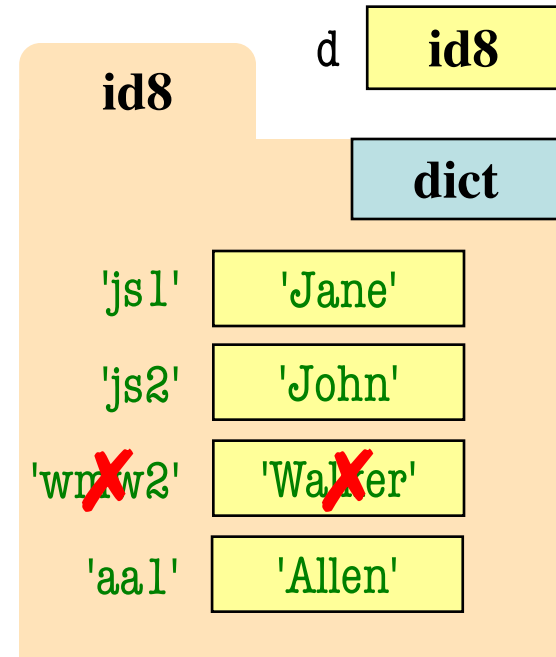 d id8
id8
dict
'js1' 'Jane'
'js2' 'John'
'wmw2' 'Walker'
'aa1' 'Allen'